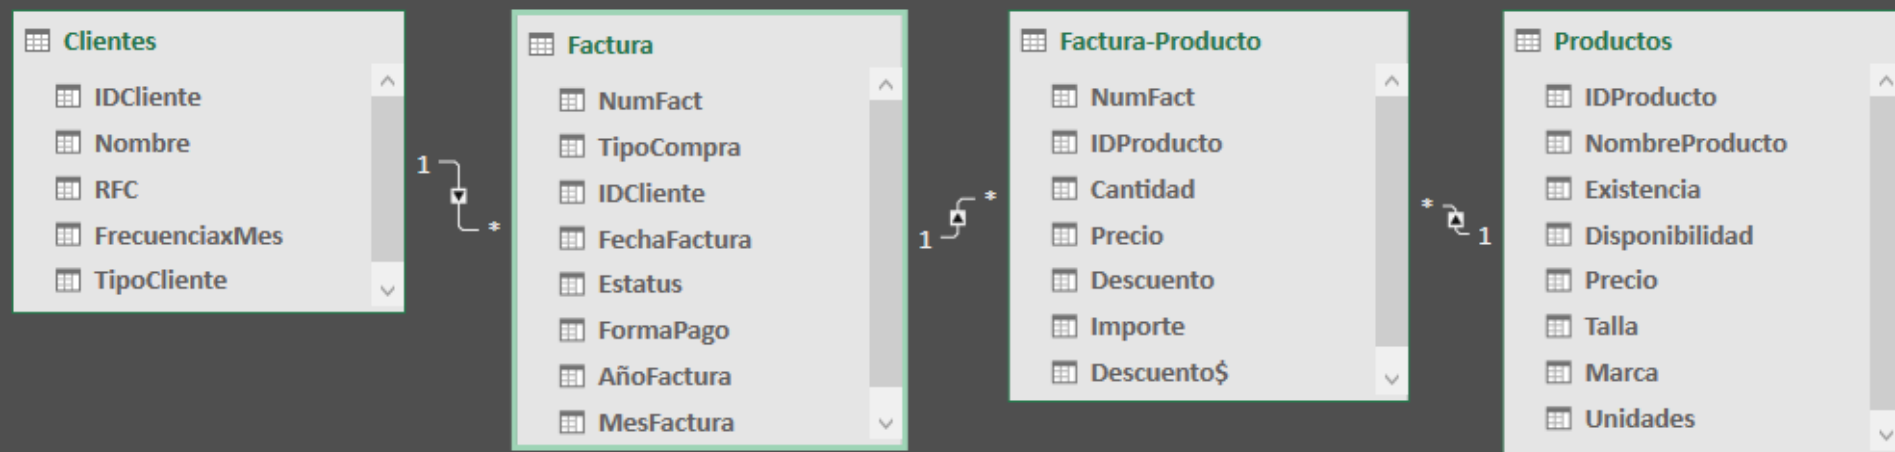 Clientes
IDCliente
Nombre
RFC
FrecuenciaxMes
TipoCliente
1
*
Factura
NumFact
TipoCompra
IDCliente
FechaFactura
Estatus
FormaPago
AñoFactura
MesFactura
1
*
Factura-Producto
NumFact
IDProducto
Cantidad
Precio
Descuento
Importe
Descuento$
*
1
Productos
IDProducto
NombreProducto
Existencia
Disponibilidad
Precio
Talla
Marca
Unidades